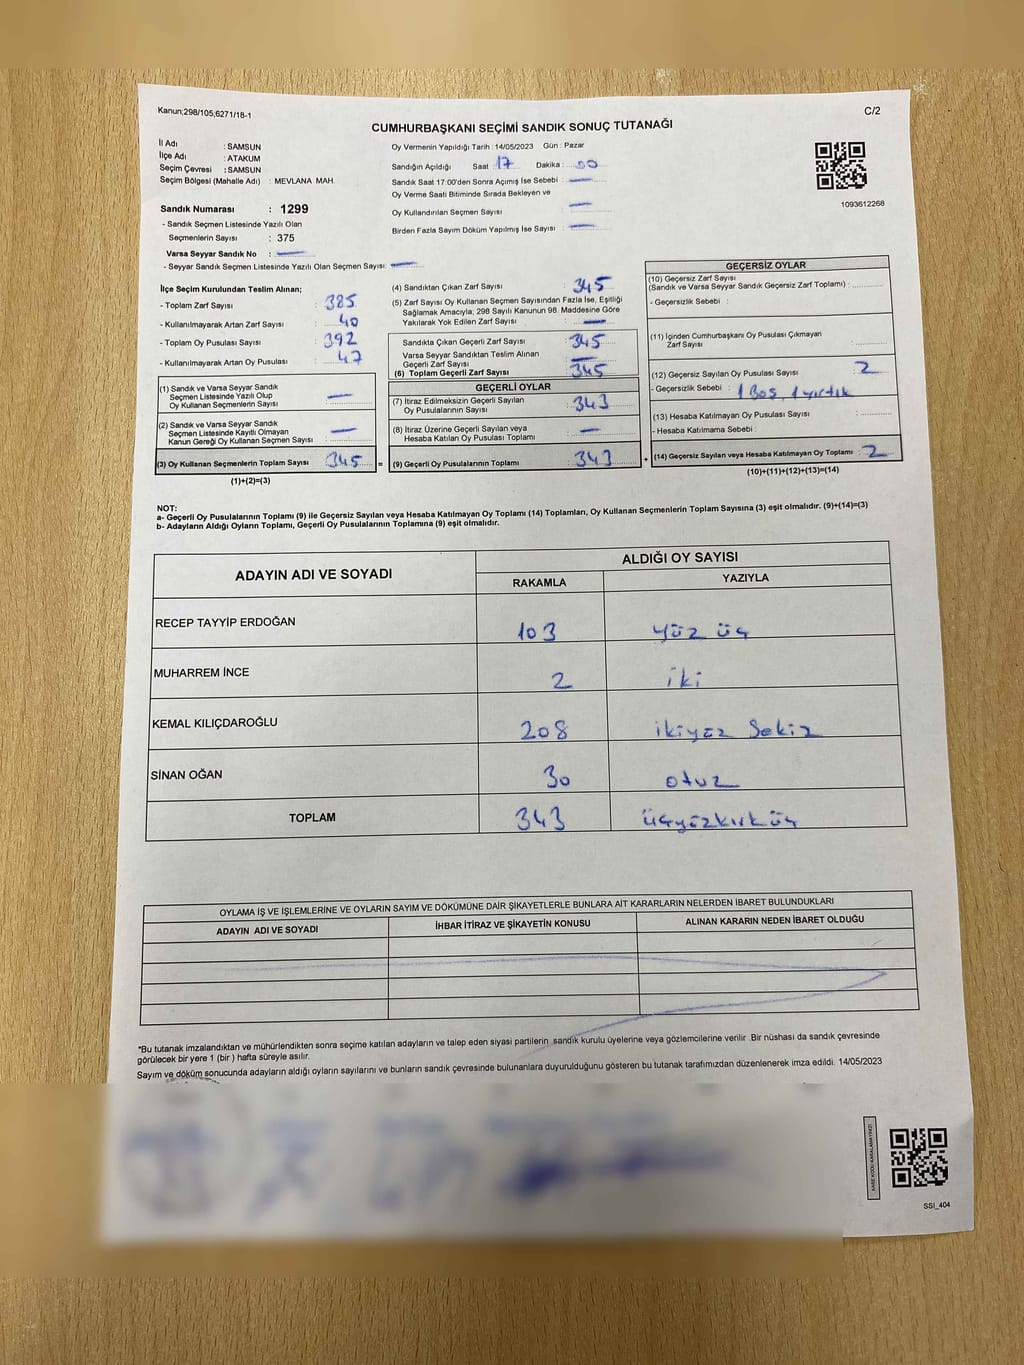 Kanun;298/105;6271/18-1
C/2
CUMHURBAŞKANI SEÇİMİ SANDIK SONUÇ TUTANAĞI
İl Adı : SAMSUN
İlçe Adı : ATAKUM
Seçim Çevresi : SAMSUN
Seçim Bölgesi (Mahalle Adı) : MEVLANA MAH.
Sandık Numarası : 1299
- Sandık Seçmen Listesinde Yazılı Olan
Seçmenlerin Sayısı : 375
Varsa Seyyar Sandık No : —
- Seyyar Sandık Seçmen Listesinde Yazılı Olan Seçmen Sayısı: —
Oy Vermenin Yapıldığı Tarih : 14/05/2023 Gün : Pazar
Sandığın Açıldığı Saat 17 Dakika : 00
Sandık Saat 17:00'den Sonra Açımış İse Sebebi : —
Oy Verme Saati Bitiminde Sırada Bekleyen ve
Oy Kullandırılan Seçmen Sayısı : —
Birden Fazla Sayım Döküm Yapılmış İse Sayısı : —
1093612268
İlçe Seçim Kurulundan Teslim Alınan;
- Toplam Zarf Sayısı : 385
- Kullanılmayarak Artan Zarf Sayısı : 40
- Toplam Oy Pusulası Sayısı : 392
- Kullanılmayarak Artan Oy Pusulası : 47
(1) Sandık ve Varsa Seyyar Sandık
Seçmen Listesinde Yazılı Olup
Oy Kullanan Seçmenlerin Sayısı : —
(2) Sandık ve Varsa Seyyar Sandık
Seçmen Listesinde Kayıtlı Olmayan
Kanun Gereği Oy Kullanan Seçmen Sayısı : —
(3) Oy Kullanan Seçmenlerin Toplam Sayısı : 345 =
(1)+(2)=(3)
(4) Sandıktan Çıkan Zarf Sayısı : 345
(5) Zarf Sayısı Oy Kullanan Seçmen Sayısından Fazla İse, Eşitliği
Sağlamak Amacıyla; 298 Sayılı Kanunun 98. Maddesine Göre
Yakılarak Yok Edilen Zarf Sayısı : —
Sandıkta Çıkan Geçerli Zarf Sayısı : 345
Varsa Seyyar Sandıktan Teslim Alınan
Geçerli Zarf Sayısı : —
(6) Toplam Geçerli Zarf Sayısı : 345
GEÇERLİ OYLAR
(7) İtiraz Edilmeksizin Geçerli Sayılan
Oy Pusulalarının Sayısı : 343
(8) İtiraz Üzerine Geçerli Sayılan veya
Hesaba Katılan Oy Pusulası Toplamı : —
(9) Geçerli Oy Pusulalarının Toplamı : 343 +
GEÇERSİZ OYLAR
(10) Geçersiz Zarf Sayısı
(Sandık ve Varsa Seyyar Sandık Geçersiz Zarf Toplamı) :
- Geçersizlik Sebebi :
(11) İçinden Cumhurbaşkanı Oy Pusulası Çıkmayan
Zarf Sayısı :
(12) Geçersiz Sayılan Oy Pusulası Sayısı : 2
- Geçersizlik Sebebi : 1 Boş, 1 yırtık
(13) Hesaba Katılmayan Oy Pusulası Sayısı :
- Hesaba Katılmama Sebebi :
(14) Geçersiz Sayılan veya Hesaba Katılmayan Oy Toplamı : 2
(10)+(11)+(12)+(13)=(14)
NOT:
a- Geçerli Oy Pusulalarının Toplamı (9) ile Geçersiz Sayılan veya Hesaba Katılmayan Oy Toplamı (14) Toplamları, Oy Kullanan Seçmenlerin Toplam Sayısına (3) eşit olmalıdır. (9)+(14)=(3)
b- Adayların Aldığı Oyların Toplamı, Geçerli Oy Pusulalarının Toplamına (9) eşit olmalıdır.
ADAYIN ADI VE SOYADI ALDIĞI OY SAYISI
RAKAMLA YAZIYLA
RECEP TAYYİP ERDOĞAN 103 yüz üç
MUHARREM İNCE 2 iki
KEMAL KILIÇDAROĞLU 208 ikiyüz Sekiz
SİNAN OĞAN 30 otuz
TOPLAM 343 üçyüzkırküç
OYLAMA İŞ VE İŞLEMLERİNE VE OYLARIN SAYIM VE DÖKÜMÜNE DAİR ŞİKAYETLERLE BUNLARA AİT KARARLARIN NELERDEN İBARET BULUNDUKLARI
ADAYIN ADI VE SOYADI İHBAR İTİRAZ VE ŞİKAYETİN KONUSU ALINAN KARARIN NEDEN İBARET OLDUĞU
*Bu tutanak imzalandıktan ve mühürlendikten sonra seçime katılan adayların ve talep eden siyasi partilerin ,sandık kurulu üyelerine veya gözlemcilerine verilir .Bir nüshası da sandık çevresinde
görülecek bir yere 1 (bir ) hafta süreyle asılır.
Sayım ve döküm sonucunda adayların aldığı oyların sayılarını ve bunların sandık çevresinde bulunanlara duyurulduğunu gösteren bu tutanak tarafımızdan düzenlenerek imza edildi. 14/05/2023
SSI_404